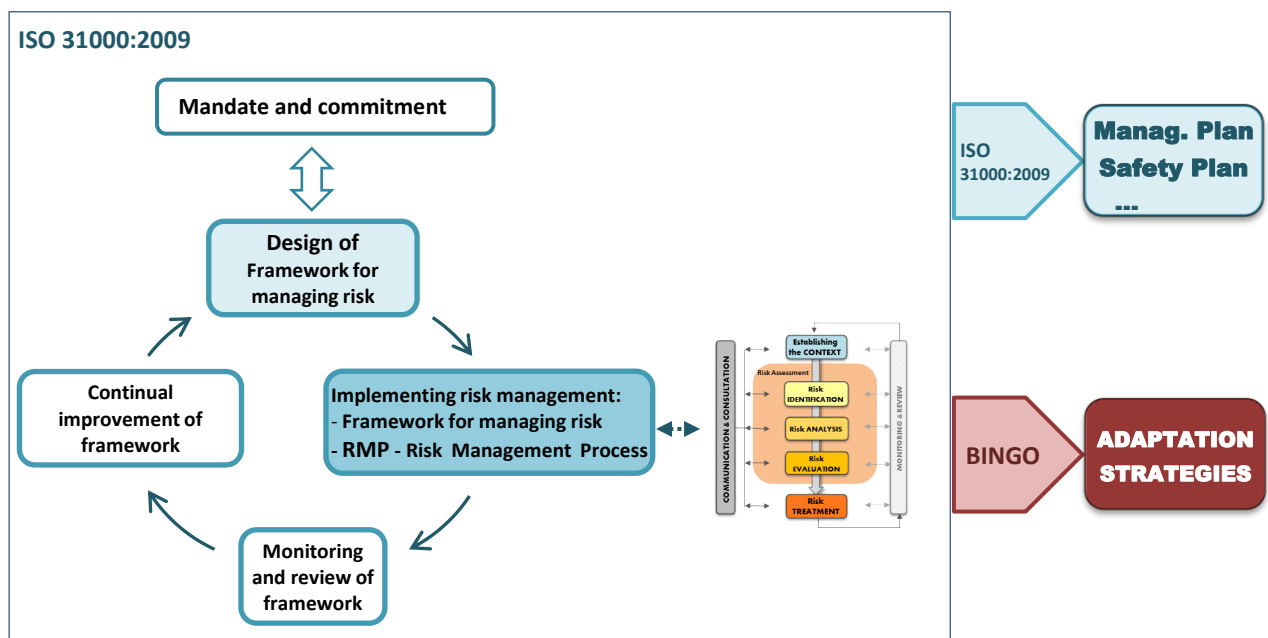 ISO 31000:2009
Mandate and commitment
Design of
Framework for
managing risk
Implementing risk management:
- Framework for managing risk
- RMP - Risk Management Process
Monitoring
and review of
framework
Continual
improvement of
framework
COMMUNICATION & CONSULTATION
Establishing
the CONTEXT
Risk Assessment
Risk
IDENTIFICATION
Risk ANALYSIS
Risk
EVALUATION
Risk
TREATMENT
MONITORING & REVIEW
ISO
31000:2009
Manag. Plan
Safety Plan
...
BINGO
ADAPTATION
STRATEGIES